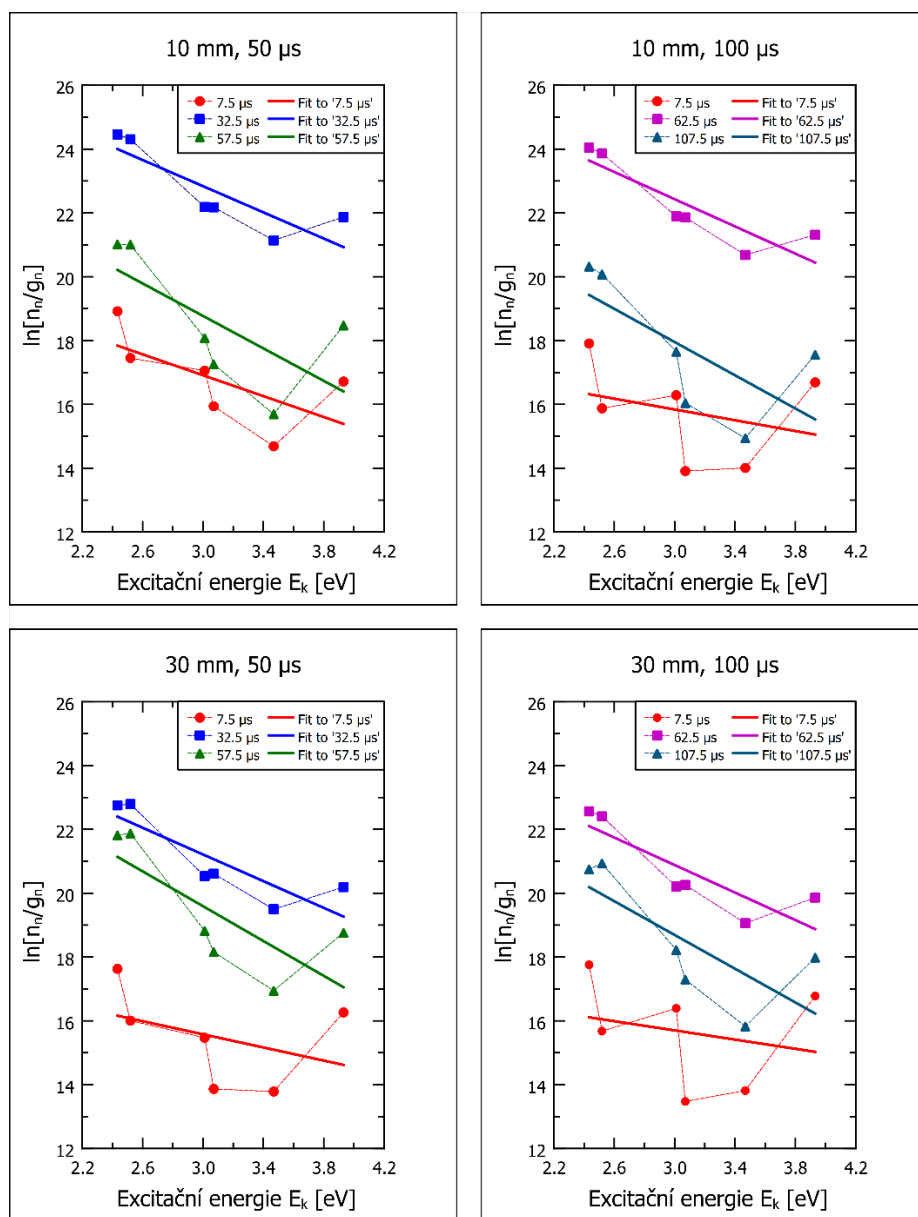 10 mm, 50 µs
26
24
22
20
18
16
14
12
ln[nn/gn]
7.5 µs Fit to '7.5 µs'
32.5 µs Fit to '32.5 µs'
57.5 µs Fit to '57.5 µs'
2.2 2.6 3.0 3.4 3.8 4.2
Excitační energie Ek [eV]
10 mm, 100 µs
26
24
22
20
18
16
14
12
ln[nn/gn]
7.5 µs Fit to '7.5 µs'
62.5 µs Fit to '62.5 µs'
107.5 µs Fit to '107.5 µs'
2.2 2.6 3.0 3.4 3.8 4.2
Excitační energie Ek [eV]
30 mm, 50 µs
26
24
22
20
18
16
14
12
ln[nn/gn]
7.5 µs Fit to '7.5 µs'
32.5 µs Fit to '32.5 µs'
57.5 µs Fit to '57.5 µs'
2.2 2.6 3.0 3.4 3.8 4.2
Excitační energie Ek [eV]
30 mm, 100 µs
26
24
22
20
18
16
14
12
ln[nn/gn]
7.5 µs Fit to '7.5 µs'
62.5 µs Fit to '62.5 µs'
107.5 µs Fit to '107.5 µs'
2.2 2.6 3.0 3.4 3.8 4.2
Excitační energie Ek [eV]